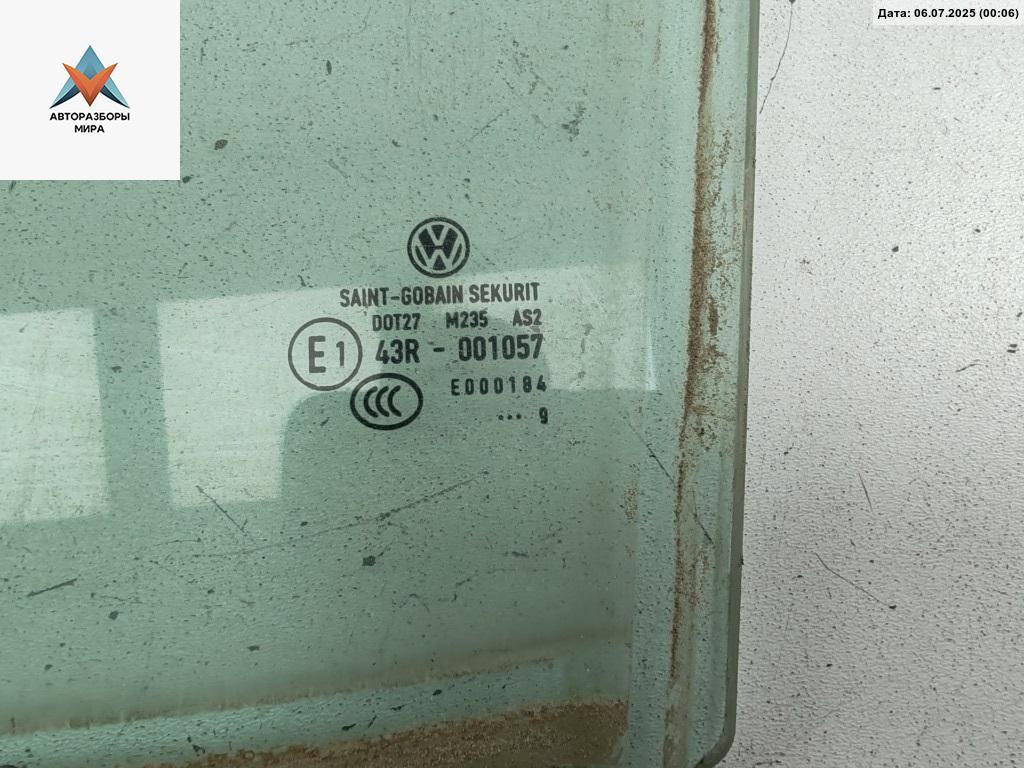 Дата: 06.07.2025 (00:06)
АВТОРАЗБОРЫ
МИРА
SAINT-GOBAIN SEKURIT
DOT27 M235 AS2
E1 43R - 001057
CCC E000184
... 9